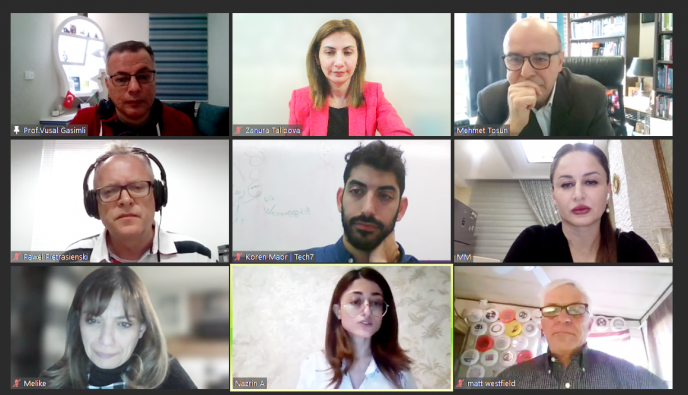 Prof.Vusal Gasimli
Zanura Talibova
Mehmet Tosun
Pawel Pietrasienski
Koren Maor | Tech7
MM
Melike
Nazrin A
matt westfield